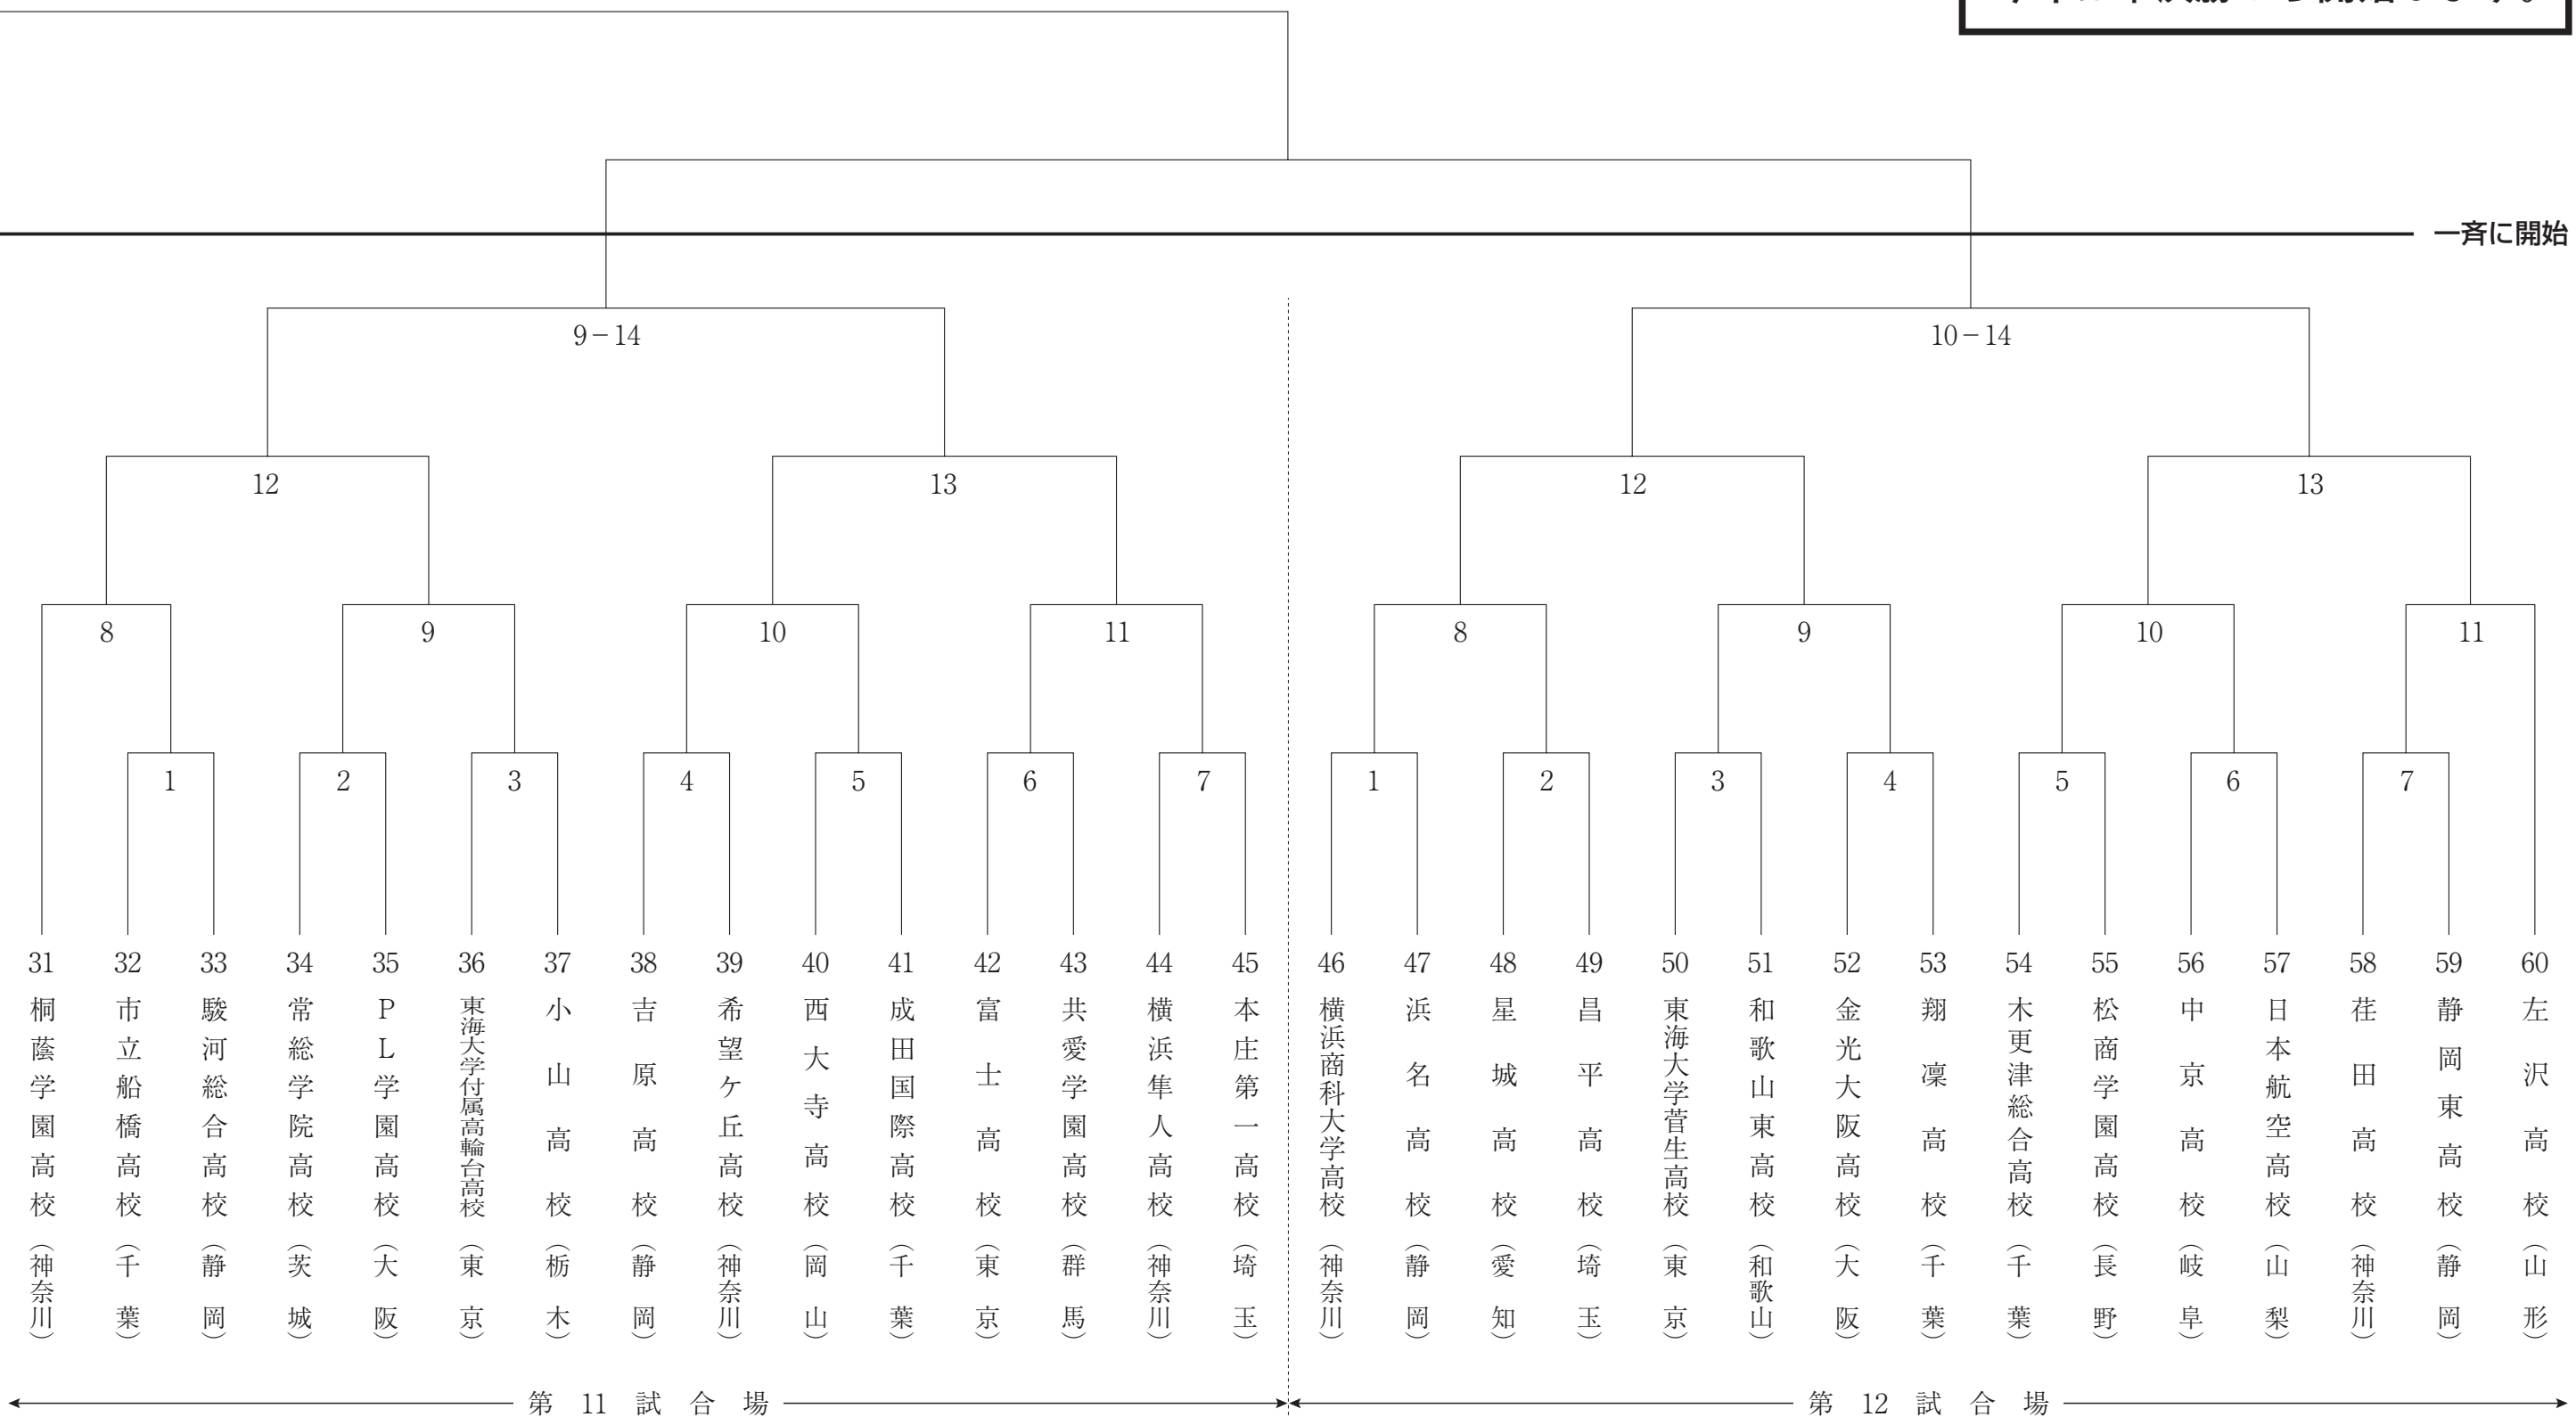 一斉に開始
9－14
10－14
12
13
12
13
8
9
10
11
8
9
10
11
1
2
3
4
5
6
7
1
2
3
4
5
6
7
31 桐蔭学園高校（神奈川）
32 市立船橋高校（千葉）
33 駿河総合高校（静岡）
34 常総学院高校（茨城）
35 PL学園高校（大阪）
36 東海大学付属高輪台高校（東京）
37 小山高校（栃木）
38 吉原高校（静岡）
39 希望ケ丘高校（神奈川）
40 西大寺高校（岡山）
41 成田国際高校（千葉）
42 富士高校（東京）
43 共愛学園高校（群馬）
44 横浜隼人高校（神奈川）
45 本庄第一高校（埼玉）
46 横浜商科大学高校（神奈川）
47 浜名高校（静岡）
48 星城高校（愛知）
49 昌平高校（埼玉）
50 東海大学菅生高校（東京）
51 和歌山東高校（和歌山）
52 金光大阪高校（大阪）
53 翔凜高校（千葉）
54 木更津総合高校（千葉）
55 松商学園高校（長野）
56 中京高校（岐阜）
57 日本航空高校（山梨）
58 荏田高校（神奈川）
59 静岡東高校（静岡）
60 左沢高校（山形）
第11試合場
第12試合場